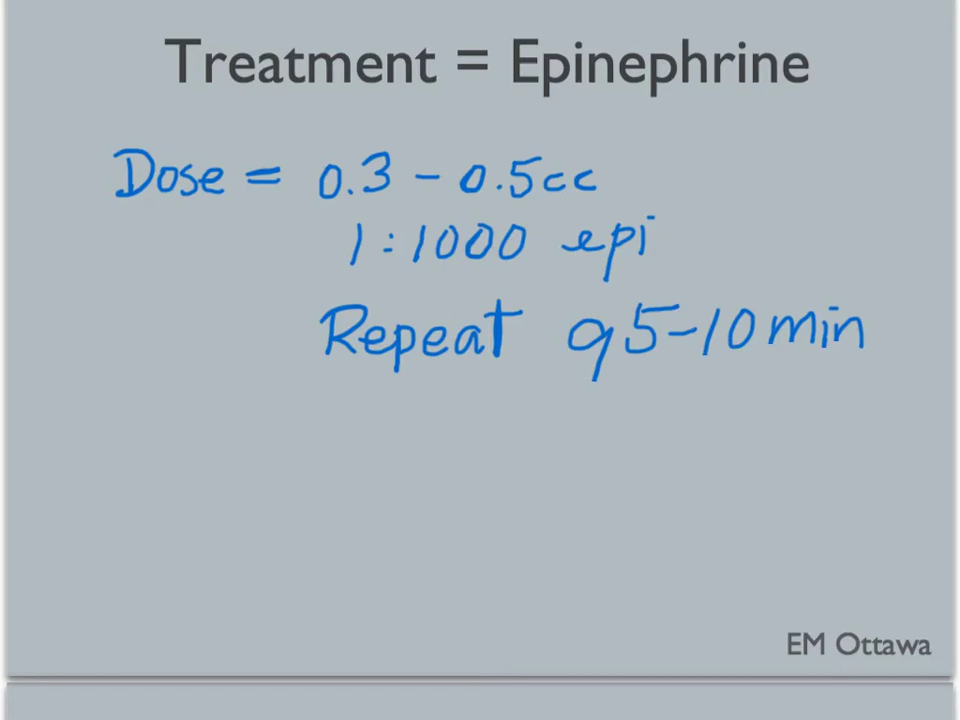 Treatment = Epinephrine
Dose = 0.3 - 0.5cc
1:1000 epi
Repeat q5-10min
EM Ottawa